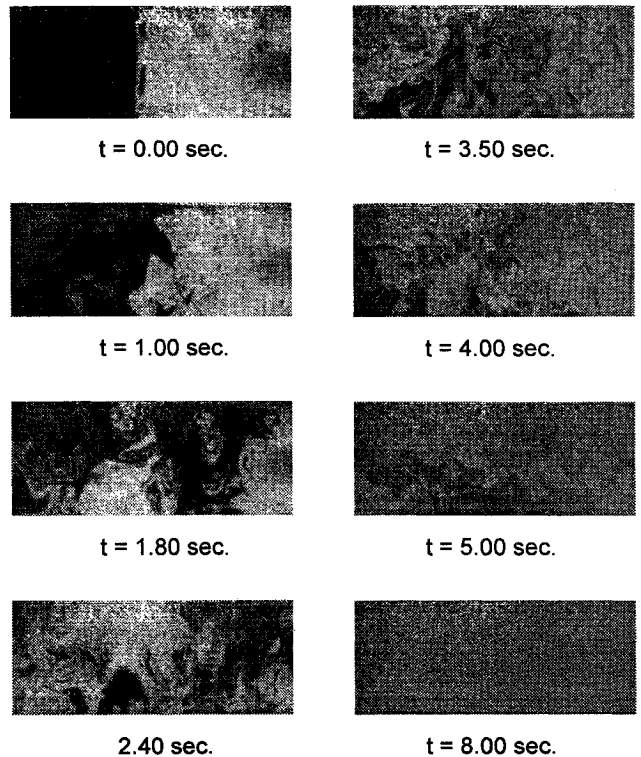 t = 0.00 sec.
t = 1.00 sec.
t = 1.80 sec.
2.40 sec.
t = 3.50 sec.
t = 4.00 sec.
t = 5.00 sec.
t = 8.00 sec.